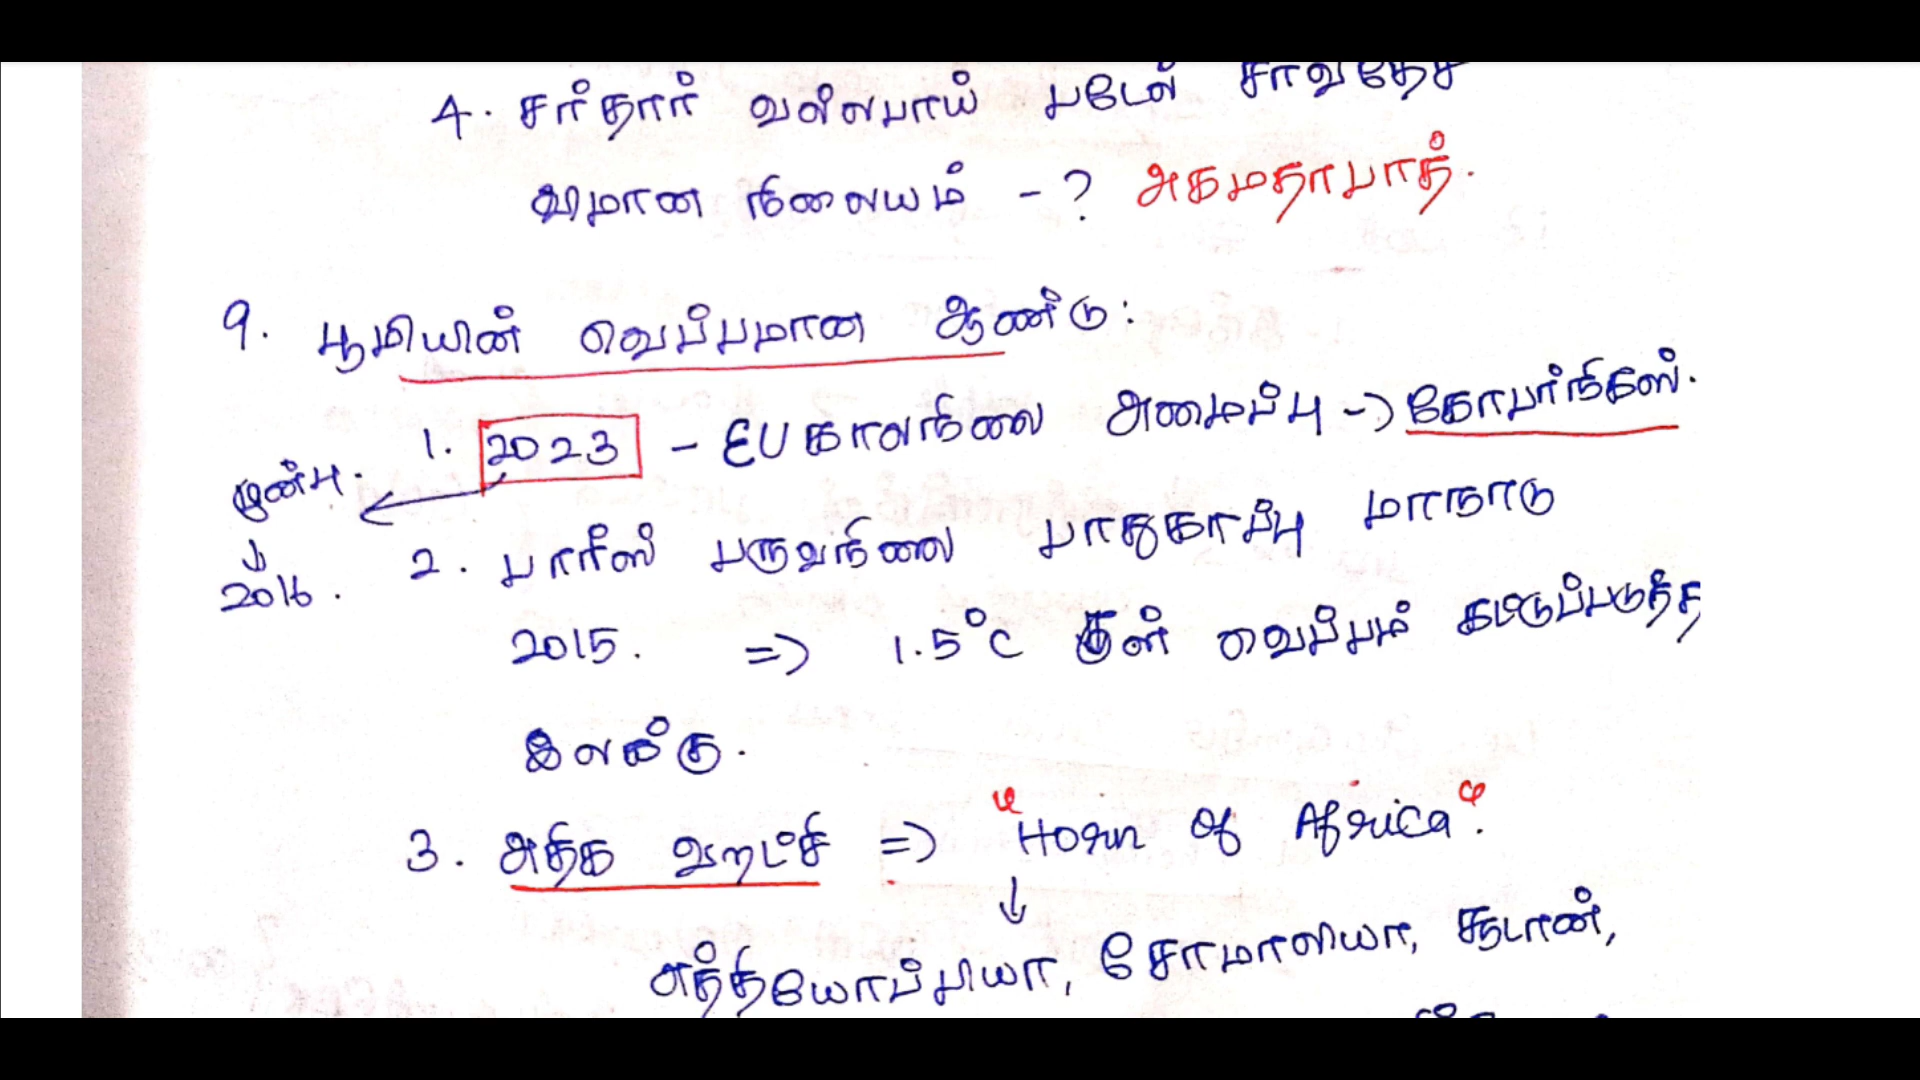 4. சர்தார் வல்லபாய் படேல் சர்வதேச
விமான நிலையம் - ? அகமதாபாத்.
9. பூமியின் வெப்பமான ஆண்டு :
1. 2023 - EU காலநிலை அமைப்பு -> கோபர்நிகஸ்.
முன்பு.
↓
2016.
2. பாரிஸ் பருவநிலை பாதுகாப்பு மாநாடு
2015. => 1.5°C குள் வெப்பம் கட்டுப்படுத்த
இலக்கு.
3. அதிக வறட்சி => "Horn of Africa".
↓
எத்தியோப்பியா, சோமாலியா, சூடான்,